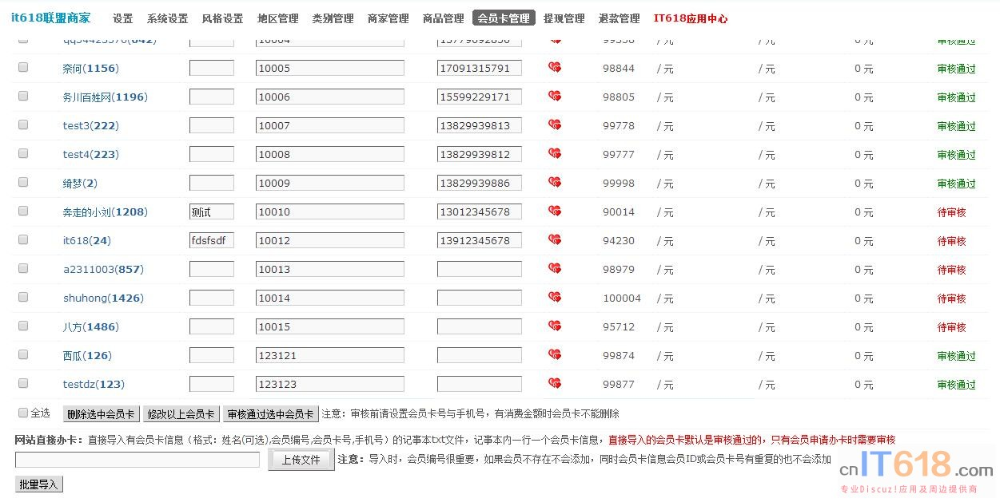 it618联盟商家 设置 系统设置 风格设置 地区管理 类别管理 商家管理 商品管理 会员卡管理 提现管理 退款管理 IT618应用中心
10004 审核通过
奈何(1156) 10005 17091315791 98844 / 元 / 元 0 元 审核通过
务川百姓网(1196) 10006 15599229171 98805 / 元 / 元 0 元 审核通过
test3(222) 10007 13829939813 99778 / 元 / 元 0 元 审核通过
test4(223) 10008 13829939812 99777 / 元 / 元 0 元 审核通过
绮梦(2) 10009 13829939886 99998 / 元 / 元 0 元 审核通过
奔走的小刘(1208) 测试 10010 13012345678 90014 / 元 / 元 0 元 待审核
it618(24) fdsfsdf 10012 13912345678 94230 / 元 / 元 0 元 待审核
a2311003(857) 10013 98979 / 元 / 元 0 元 待审核
shuhong(1426) 10014 100004 / 元 / 元 0 元 待审核
八方(1486) 10015 95712 / 元 / 元 0 元 待审核
西瓜(126) 123121 99874 / 元 / 元 0 元 审核通过
testdz(123) 123123 99877 / 元 / 元 0 元 审核通过
全选 删除选中会员卡 修改以上会员卡 审核通过选中会员卡 注意：审核前请设置会员卡号与手机号，有消费金额时会员卡不能删除
网站直接办卡：直接导入有会员卡信息（格式：姓名(可选),会员编号,会员卡号,手机号）的记事本txt文件，记事本内一行一个会员卡信息，直接导入的会员卡默认是审核通过的，只有会员申请办卡时需要审核
上传文件 注意：导入时，会员编号很重要，如果会员不存在不会添加，同时会员卡信息会员ID或会员卡号有重复的也不会添加
批量导入
cnIT618.com
专业Discuz!应用及周边提供商